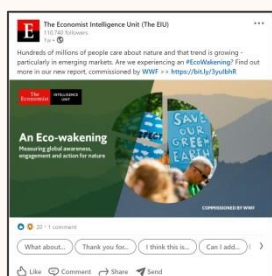 The Economist Intelligence Unit (The EIU)
110,740 followers
1w •
Hundreds of millions of people care about nature and that trend is growing -
particularly in emerging markets. Are we experiencing an #EcoWakening? Find out
more in our new report, commissioned by WWF >> https://bit.ly/3yulbhR
The
Economist
INTELLIGENCE
UNIT
An Eco-wakening
Measuring global awareness,
engagement and action for nature
PROTECT
SAVE
OUR
GREEN
EARTH
COMMISSIONED BY WWF
20 • 1 comment
What about...
Thank you for...
I think this is...
Can I add...
Like Comment Share Send